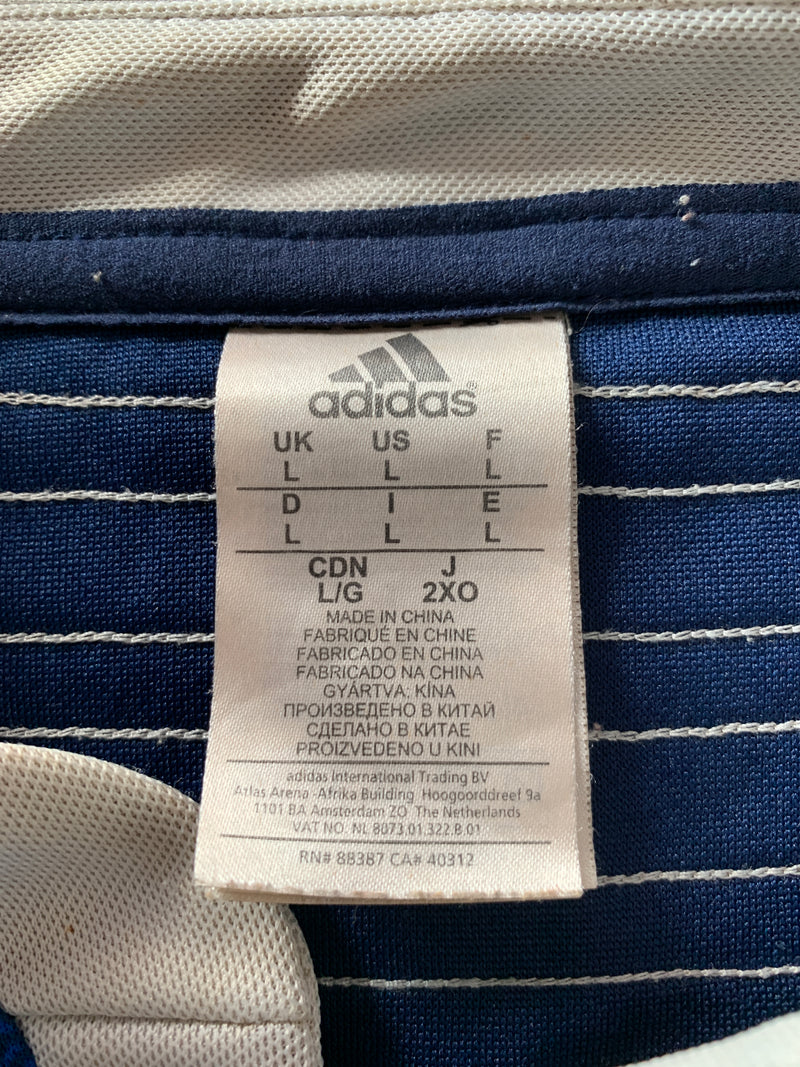 adidas®
UK US F
L L L
D I E
L L L
CDN J
L/G 2XO
MADE IN CHINA
FABRIQUÉ EN CHINE
FABRICADO EN CHINA
FABRICADO NA CHINA
GYÁRTVA: KÍNA
ПРОИЗВЕДЕНО В КИТАЙ
СДЕЛАНО В КИТАЕ
PROIZVEDENO U KINI
adidas International Trading BV
Atlas Arena -Afrika Building Hoogoorddreef 9a
1101 BA Amsterdam ZO The Netherlands
VAT NO. NL 8073.01.322.B.01
RN# 88387 CA# 40312